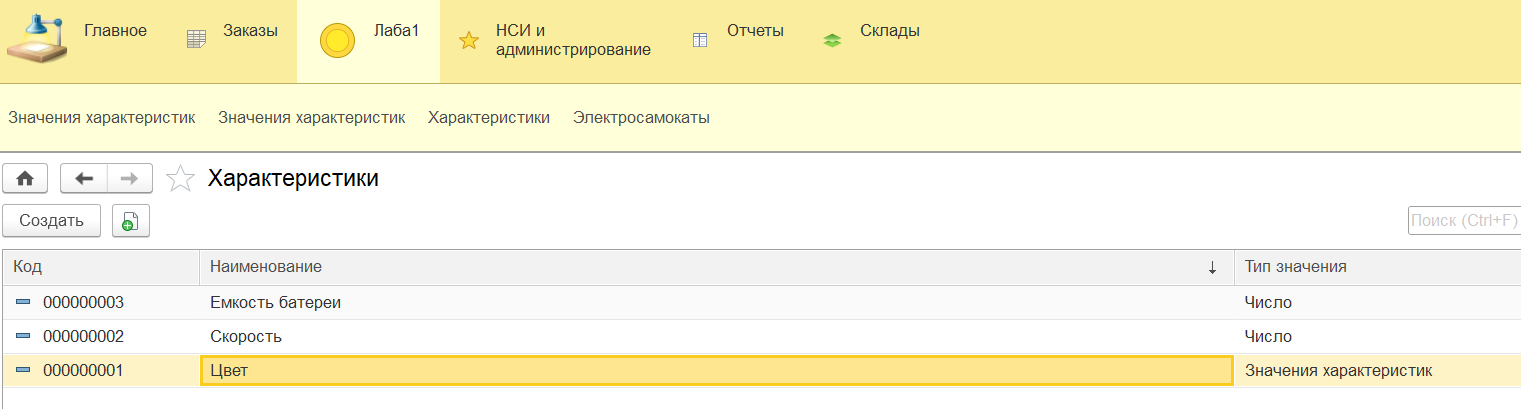 Главное
Заказы
Лаба1
НСИ и
администрирование
Отчеты
Склады
Значения характеристик
Значения характеристик
Характеристики
Электросамокаты
Характеристики
Создать
Поиск (Ctrl+F)
Код
Наименование
↓
Тип значения
000000003 Емкость батереи Число
000000002 Скорость Число
000000001 Цвет Значения характеристик